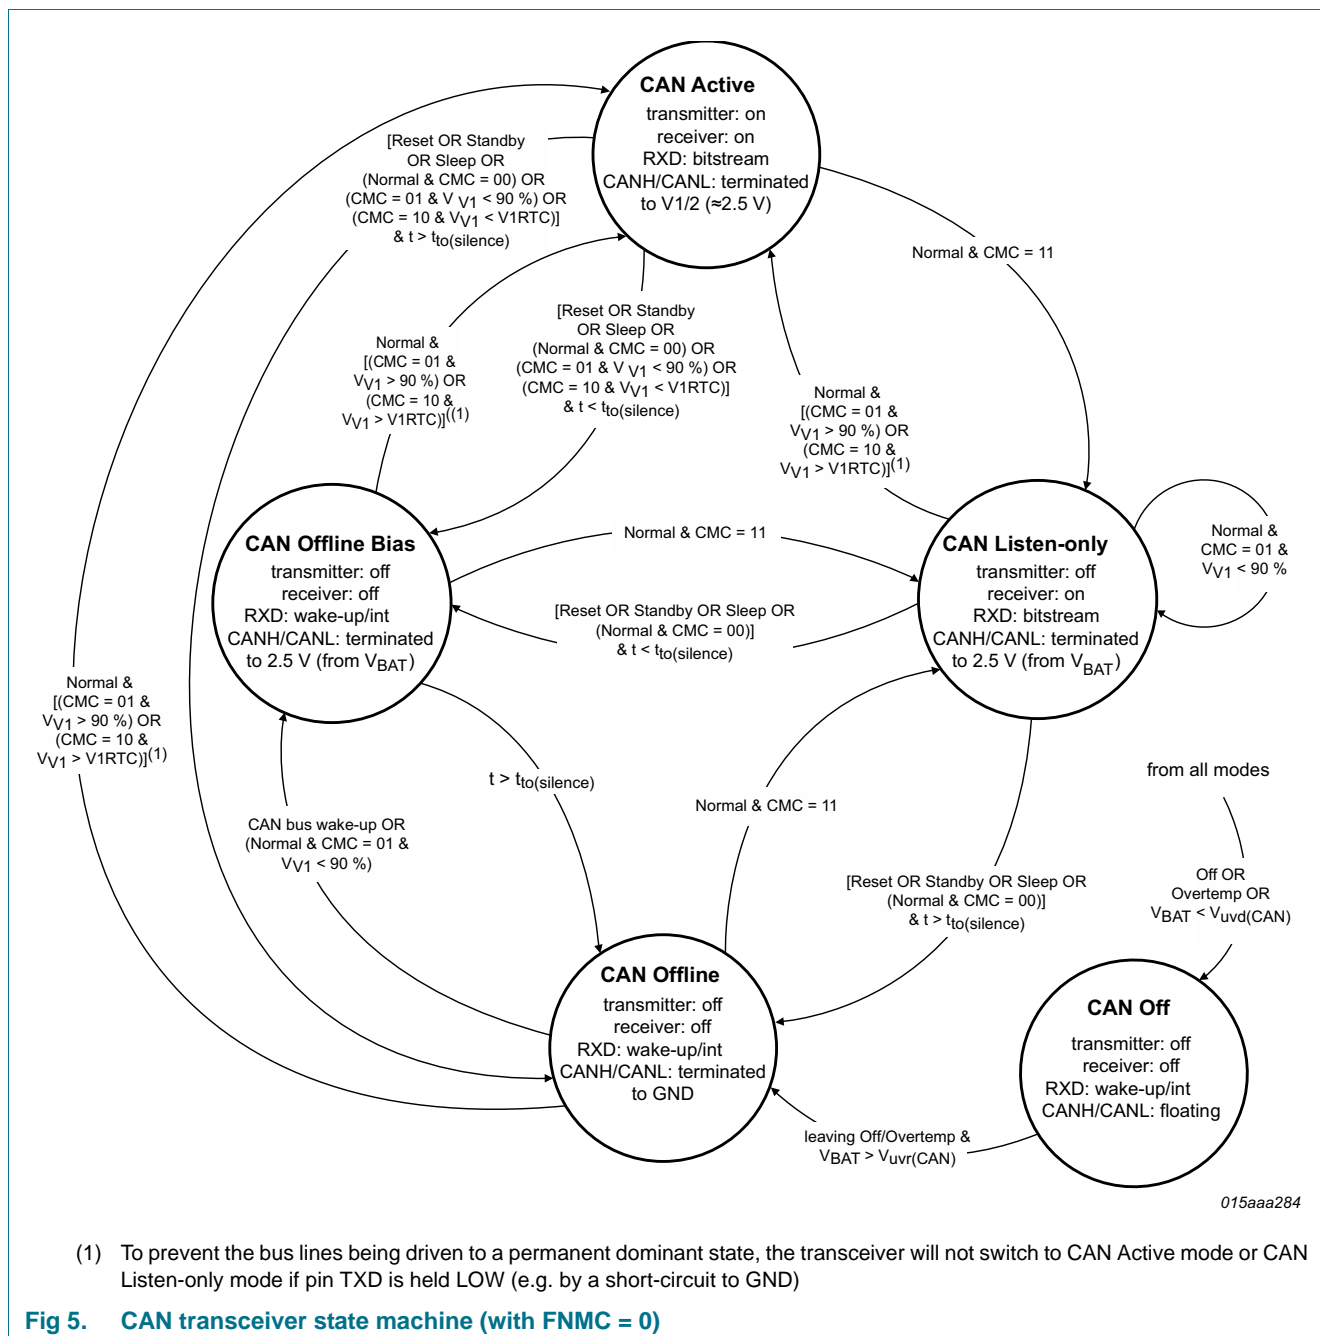 CAN Active
transmitter: on
receiver: on
RXD: bitstream
CANH/CANL: terminated
to V1/2 (≈2.5 V)
[Reset OR Standby
OR Sleep OR
(Normal & CMC = 00) OR
(CMC = 01 & V V1 < 90 %) OR
(CMC = 10 & VV1 < V1RTC)]
& t > tto(silence)
Normal & CMC = 11
[Reset OR Standby
OR Sleep OR
(Normal & CMC = 00) OR
(CMC = 01 & V V1 < 90 %) OR
(CMC = 10 & VV1 < V1RTC)]
& t < tto(silence)
Normal &
[(CMC = 01 &
VV1 > 90 %) OR
(CMC = 10 &
VV1 > V1RTC)]((1)
Normal &
[(CMC = 01 &
VV1 > 90 %) OR
(CMC = 10 &
VV1 > V1RTC)](1)
CAN Offline Bias
transmitter: off
receiver: off
RXD: wake-up/int
CANH/CANL: terminated
to 2.5 V (from VBAT)
Normal & CMC = 11
[Reset OR Standby OR Sleep OR
(Normal & CMC = 00)]
& t < tto(silence)
CAN Listen-only
transmitter: off
receiver: on
RXD: bitstream
CANH/CANL: terminated
to 2.5 V (from VBAT)
Normal &
CMC = 01 &
VV1 < 90 %
Normal &
[(CMC = 01 &
VV1 > 90 %) OR
(CMC = 10 &
VV1 > V1RTC)](1)
t > tto(silence)
CAN bus wake-up OR
(Normal & CMC = 01 &
VV1 < 90 %)
Normal & CMC = 11
[Reset OR Standby OR Sleep OR
(Normal & CMC = 00)]
& t > tto(silence)
from all modes
Off OR
Overtemp OR
VBAT < Vuvd(CAN)
CAN Offline
transmitter: off
receiver: off
RXD: wake-up/int
CANH/CANL: terminated
to GND
CAN Off
transmitter: off
receiver: off
RXD: wake-up/int
CANH/CANL: floating
leaving Off/Overtemp &
VBAT > Vuvr(CAN)
015aaa284
(1) To prevent the bus lines being driven to a permanent dominant state, the transceiver will not switch to CAN Active mode or CAN
Listen-only mode if pin TXD is held LOW (e.g. by a short-circuit to GND)
Fig 5. CAN transceiver state machine (with FNMC = 0)